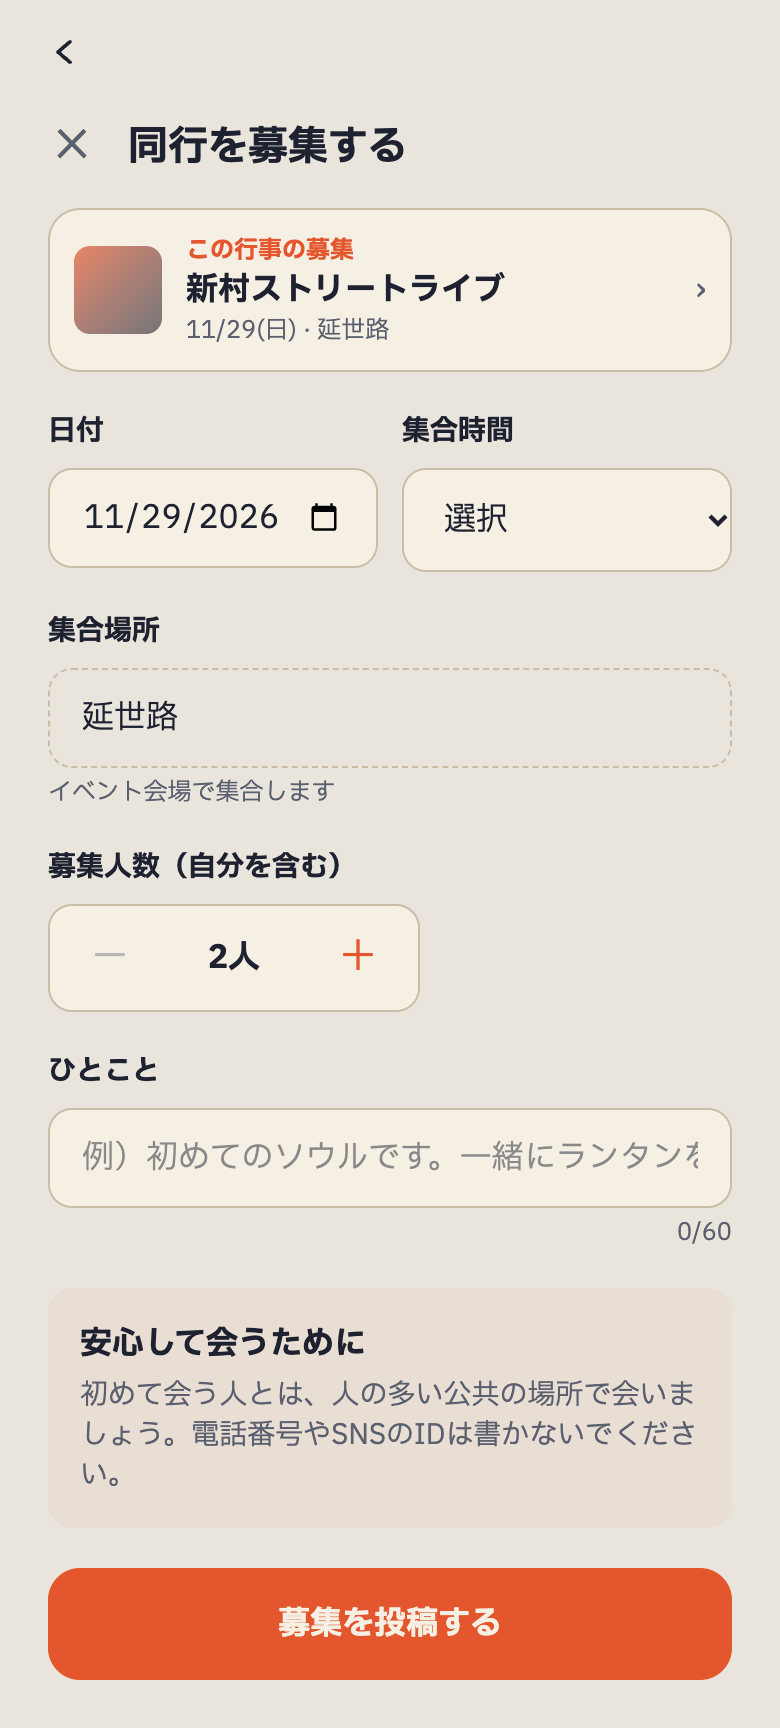 同行を募集する
この行事の募集
新村ストリートライブ
11/29(日) · 延世路
日付
集合時間
11/29/2026
選択
集合場所
延世路
イベント会場で集合します
募集人数（自分を含む）
2人
ひとこと
例）初めてのソウルです。一緒にランタンを
0/60
安心して会うために
初めて会う人とは、人の多い公共の場所で会いま
しょう。電話番号やSNSのIDは書かないでくださ
い。
募集を投稿する